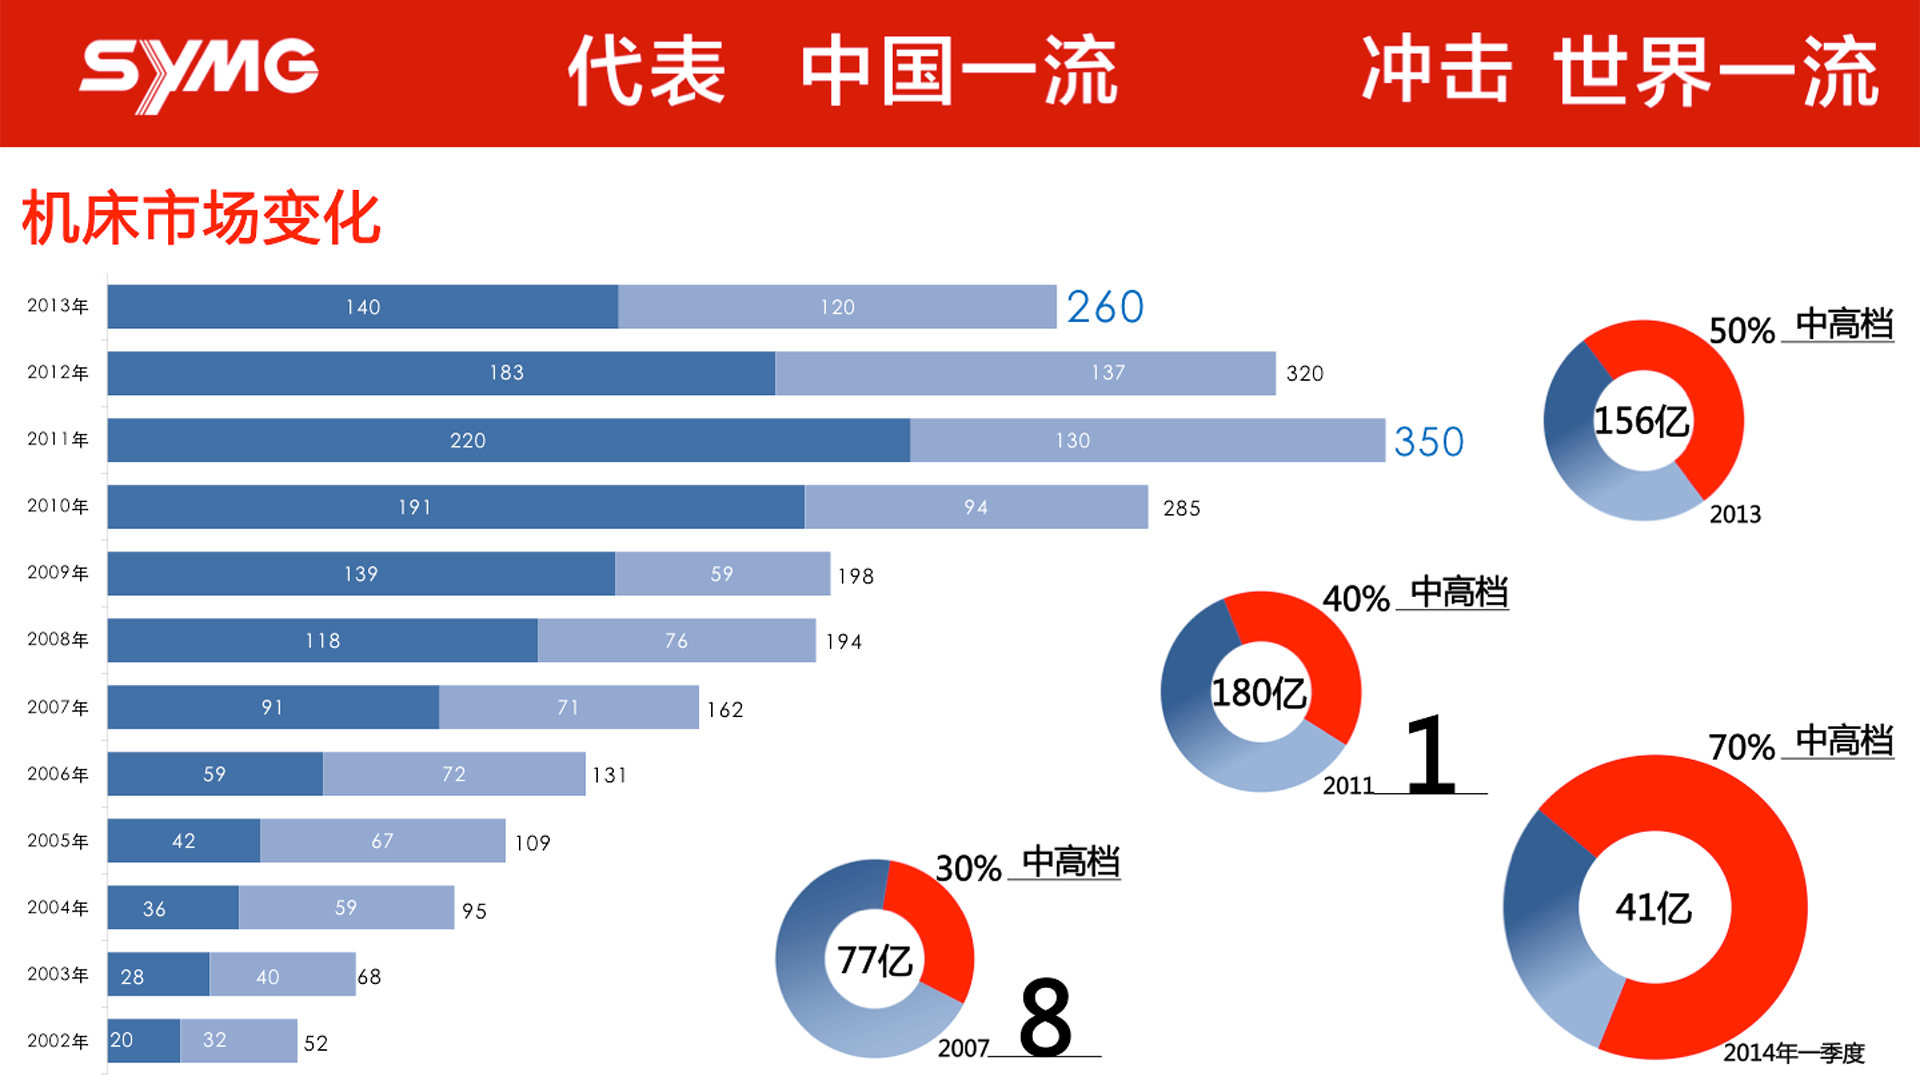 SYMG
代表 中国一流 冲击 世界一流
机床市场变化
2013年 140 120 260
2012年 183 137 320
2011年 220 130 350
2010年 191 94 285
2009年 139 59 198
2008年 118 76 194
2007年 91 71 162
2006年 59 72 131
2005年 42 67 109
2004年 36 59 95
2003年 28 40 68
2002年 20 32 52
50% 中高档
156亿
2013
40% 中高档
180亿
2011 1
30% 中高档
77亿
2007 8
70% 中高档
41亿
2014年一季度